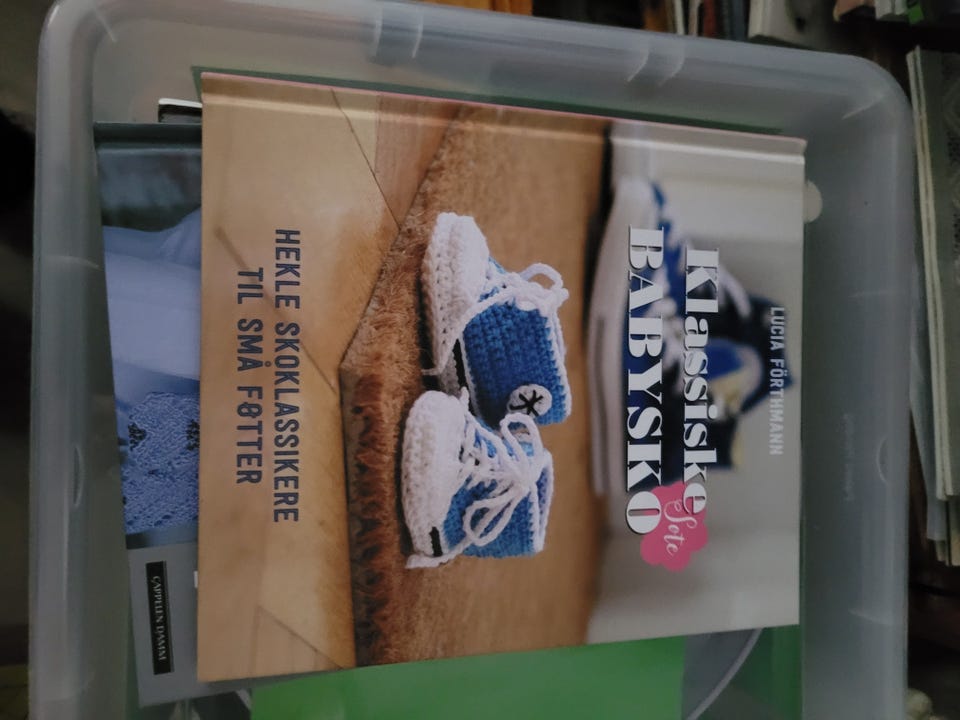 LUCIA FÖRTHMANN
Klassiske
BABYSKO
Søte
HEKLE SKOKLASSIKERE
TIL SMÅ FØTTER
CAPPELEN DAMM